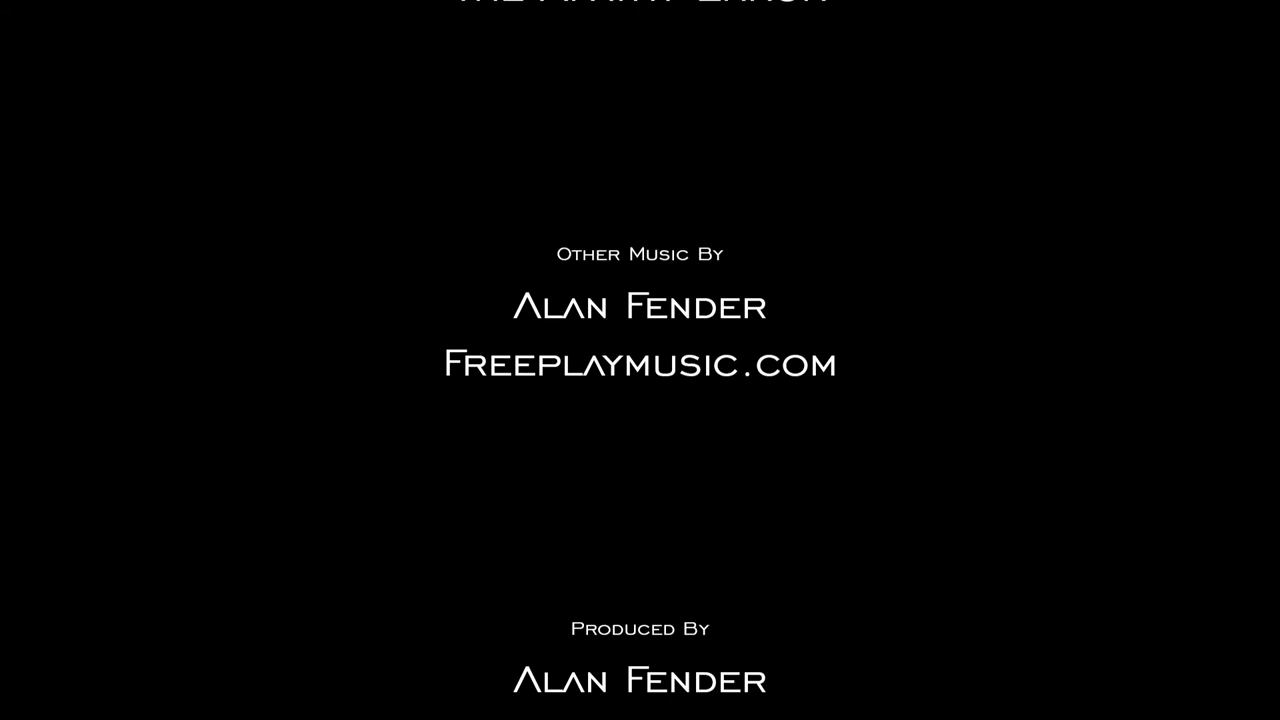 Other Music By
Alan Fender
Freeplaymusic.com
Produced By
Alan Fender